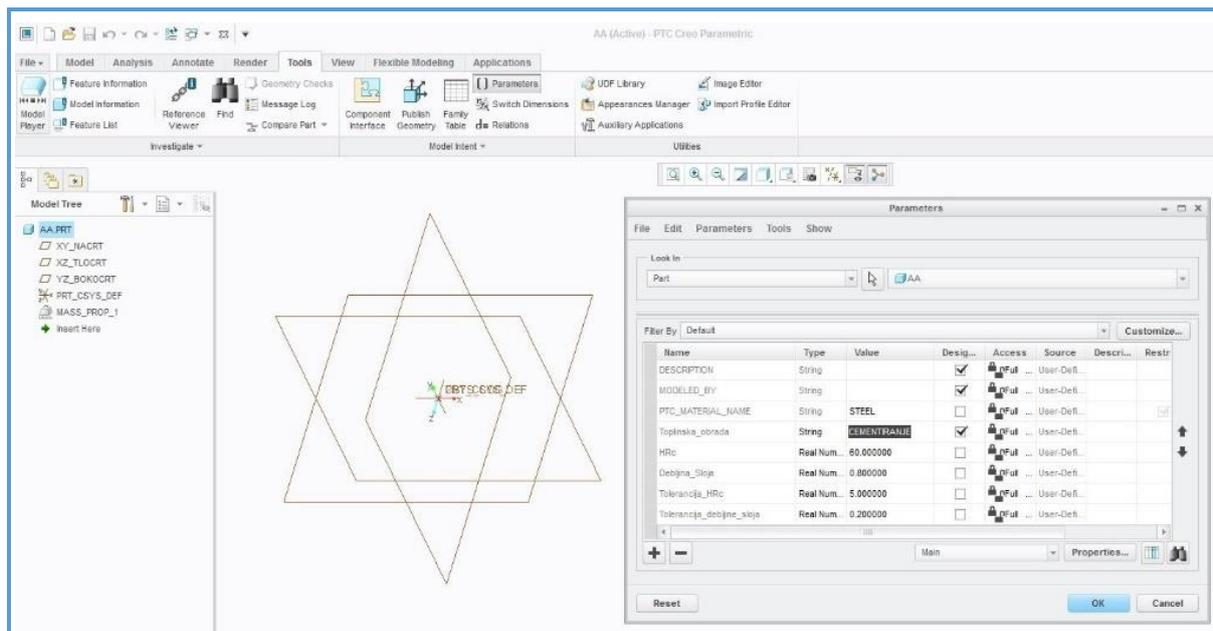 AA (Active) - PTC Creo Parametric
File Model Analysis Annotate Render Tools View Flexible Modeling Applications
Model Player
Feature Information
Model Information
Feature List
Reference Viewer
Find
Geometry Checks
Message Log
Compare Part
Component Interface
Publish Geometry
Family Table
Parameters
Switch Dimensions
d= Relations
UDF Library
Appearances Manager
Auxiliary Applications
Image Editor
Import Profile Editor
Investigate
Model Intent
Utilities
Model Tree
AA.PRT
XY_NACRT
XZ_TLOCRT
YZ_BOKOCRT
PRT_CSYS_DEF
MASS_PROP_1
Insert Here
X
Z
Parameters
File Edit Parameters Tools Show
Look In
Part AA
Filter By Default Customize...
Name Type Value Desig... Access Source Descri... Restr
DESCRIPTION String Full ... User-Defi...
MODELED_BY String Full ... User-Defi...
PTC_MATERIAL_NAME String STEEL Full ... User-Defi...
Toplinska_obrada String CEMENTIRANJE Full ... User-Defi...
HRc Real Num... 60.000000 Full ... User-Defi...
Debljina_Sloja Real Num... 0.800000 Full ... User-Defi...
Tolerancija_HRc Real Num... 5.000000 Full ... User-Defi...
Tolerancija_debljine_sloja Real Num... 0.200000 Full ... User-Defi...
Main Properties...
Reset OK Cancel